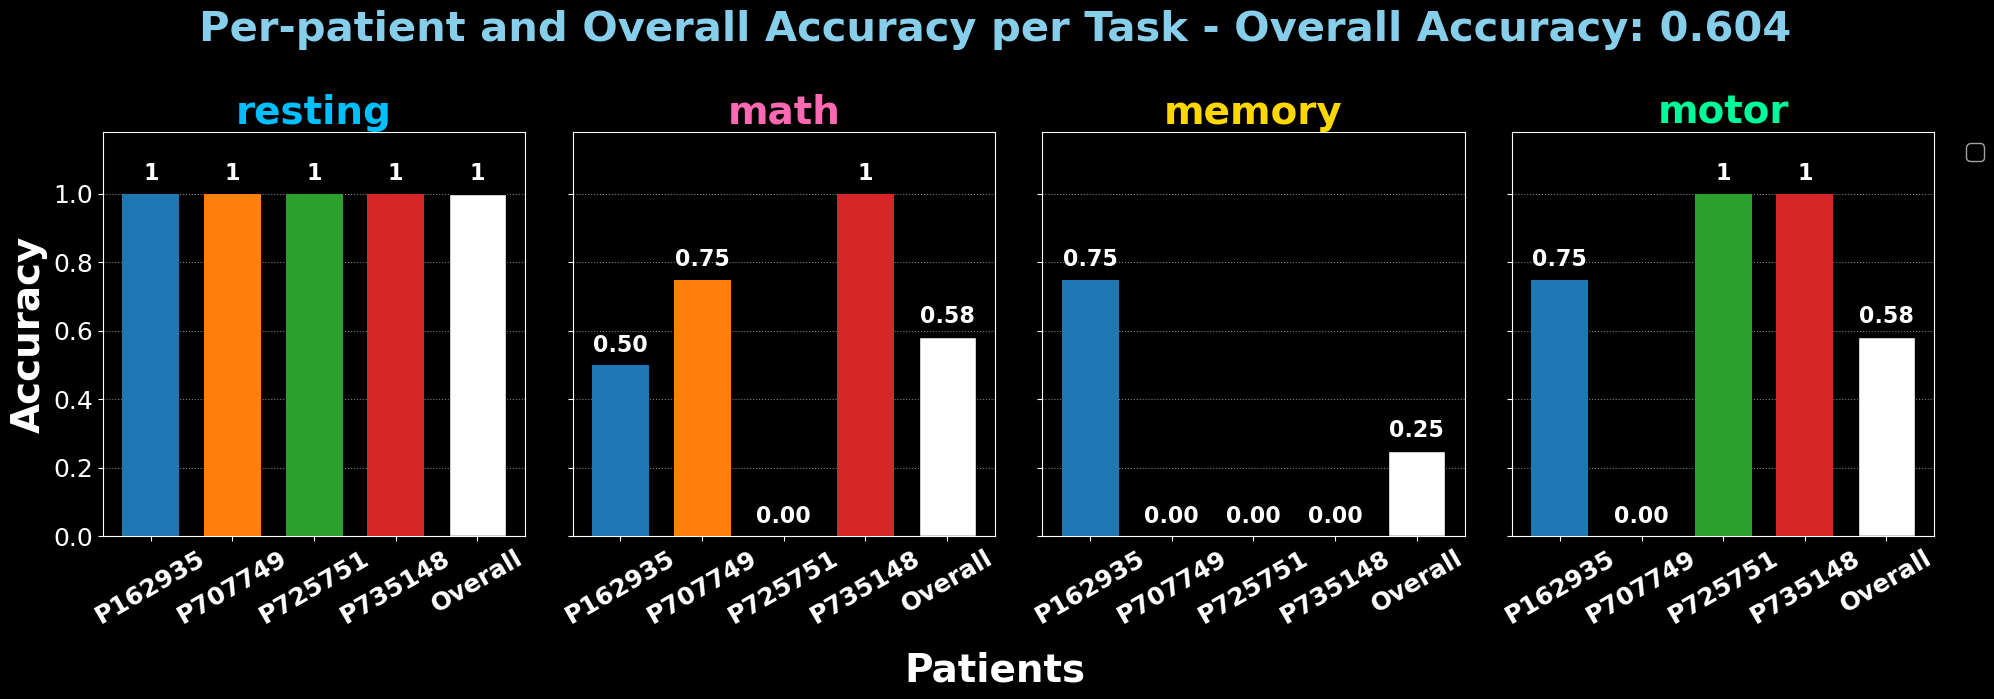 Per-patient and Overall Accuracy per Task - Overall Accuracy: 0.604
resting
math
memory
motor
Accuracy
1.0
0.8
0.6
0.4
0.2
0.0
1 1 1 1 1
0.50 0.75 0.00 1 0.58
0.75 0.00 0.00 0.00 0.25
0.75 0.00 1 1 0.58
P162935 P707749 P725751 P735148 Overall
P162935 P707749 P725751 P735148 Overall
P162935 P707749 P725751 P735148 Overall
P162935 P707749 P725751 P735148 Overall
Patients